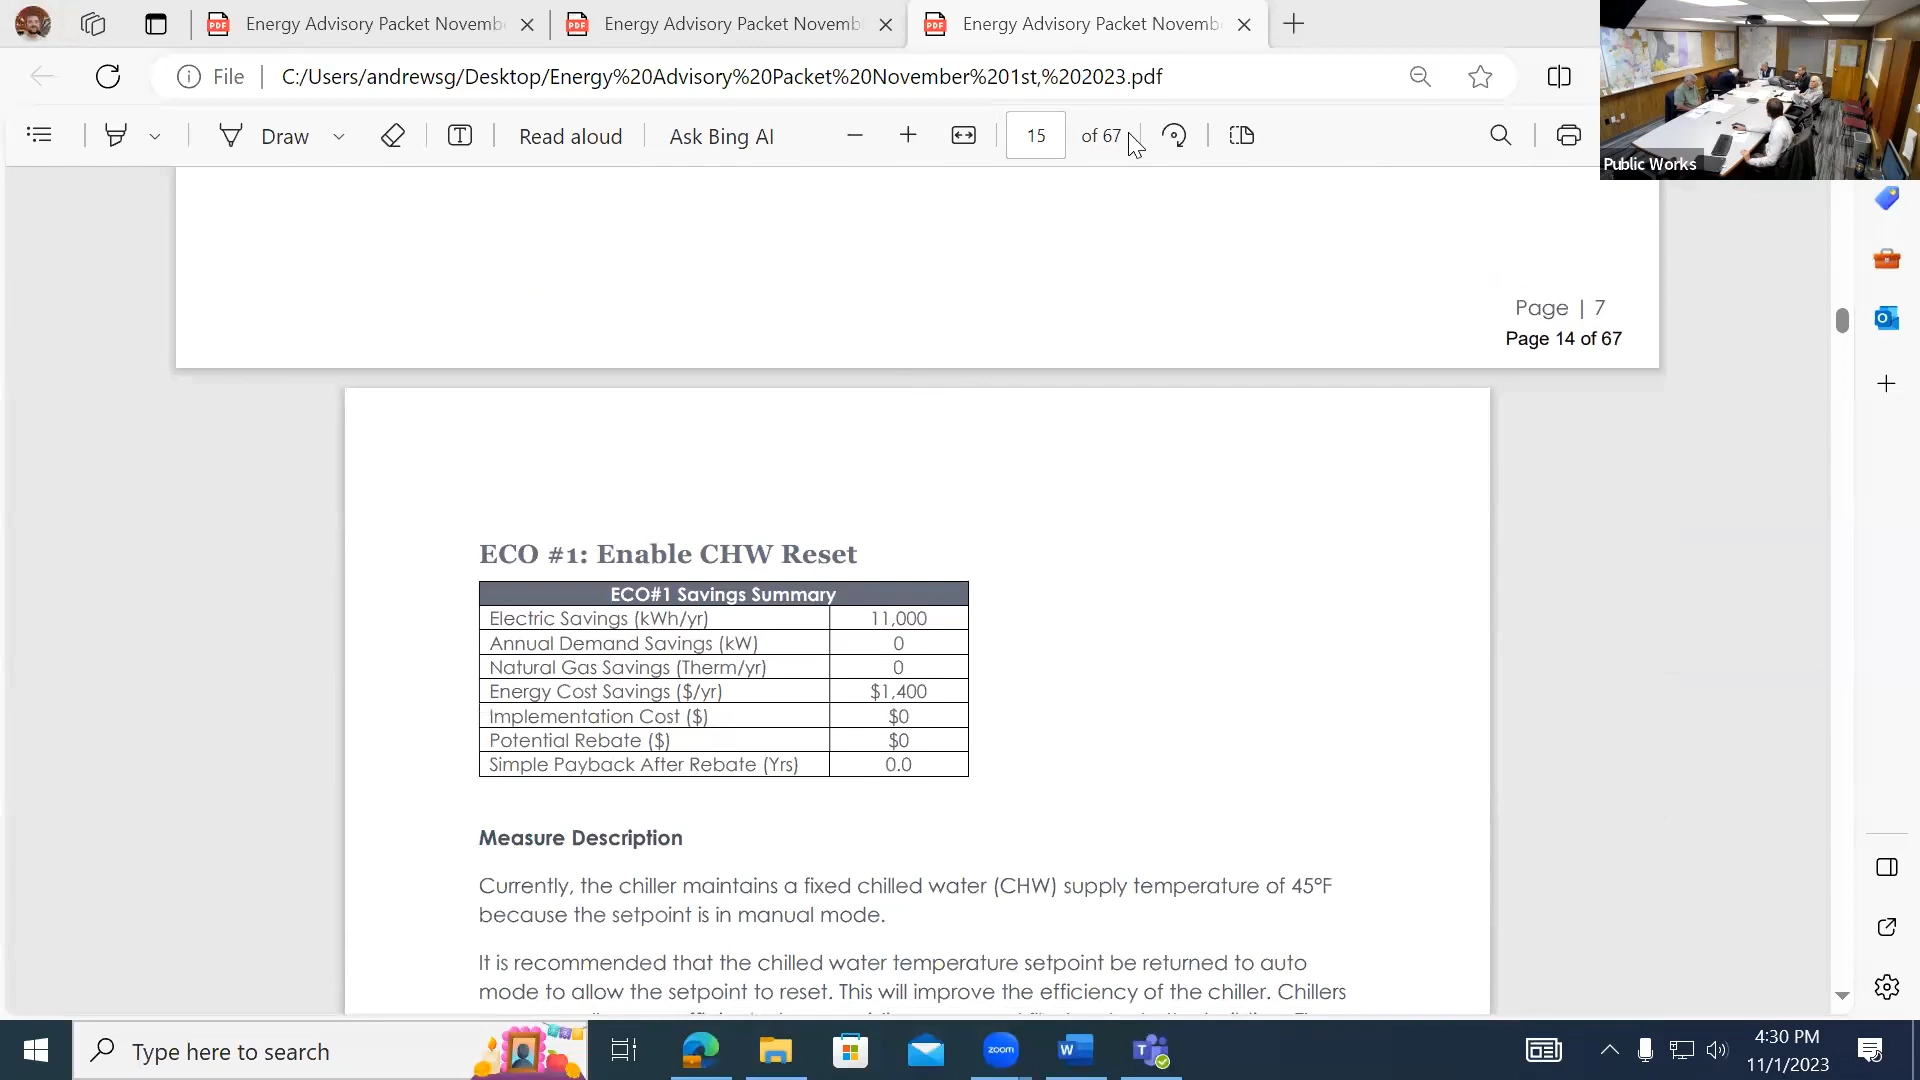 Energy Advisory Packet Novemb
Energy Advisory Packet Novemb
Energy Advisory Packet Novemb
File
C:/Users/andrewsg/Desktop/Energy%20Advisory%20Packet%20November%201st,%202023.pdf
Draw
Read aloud
Ask Bing AI
15
of 67
Public Works
Page | 7
Page 14 of 67
ECO #1: Enable CHW Reset
ECO#1 Savings Summary
Electric Savings (kWh/yr) 11,000
Annual Demand Savings (kW) 0
Natural Gas Savings (Therm/yr) 0
Energy Cost Savings ($/yr) $1,400
Implementation Cost ($) $0
Potential Rebate ($) $0
Simple Payback After Rebate (Yrs) 0.0
Measure Description
Currently, the chiller maintains a fixed chilled water (CHW) supply temperature of 45°F
because the setpoint is in manual mode.
It is recommended that the chilled water temperature setpoint be returned to auto
mode to allow the setpoint to reset. This will improve the efficiency of the chiller. Chillers
Type here to search
zoom
4:30 PM
11/1/2023